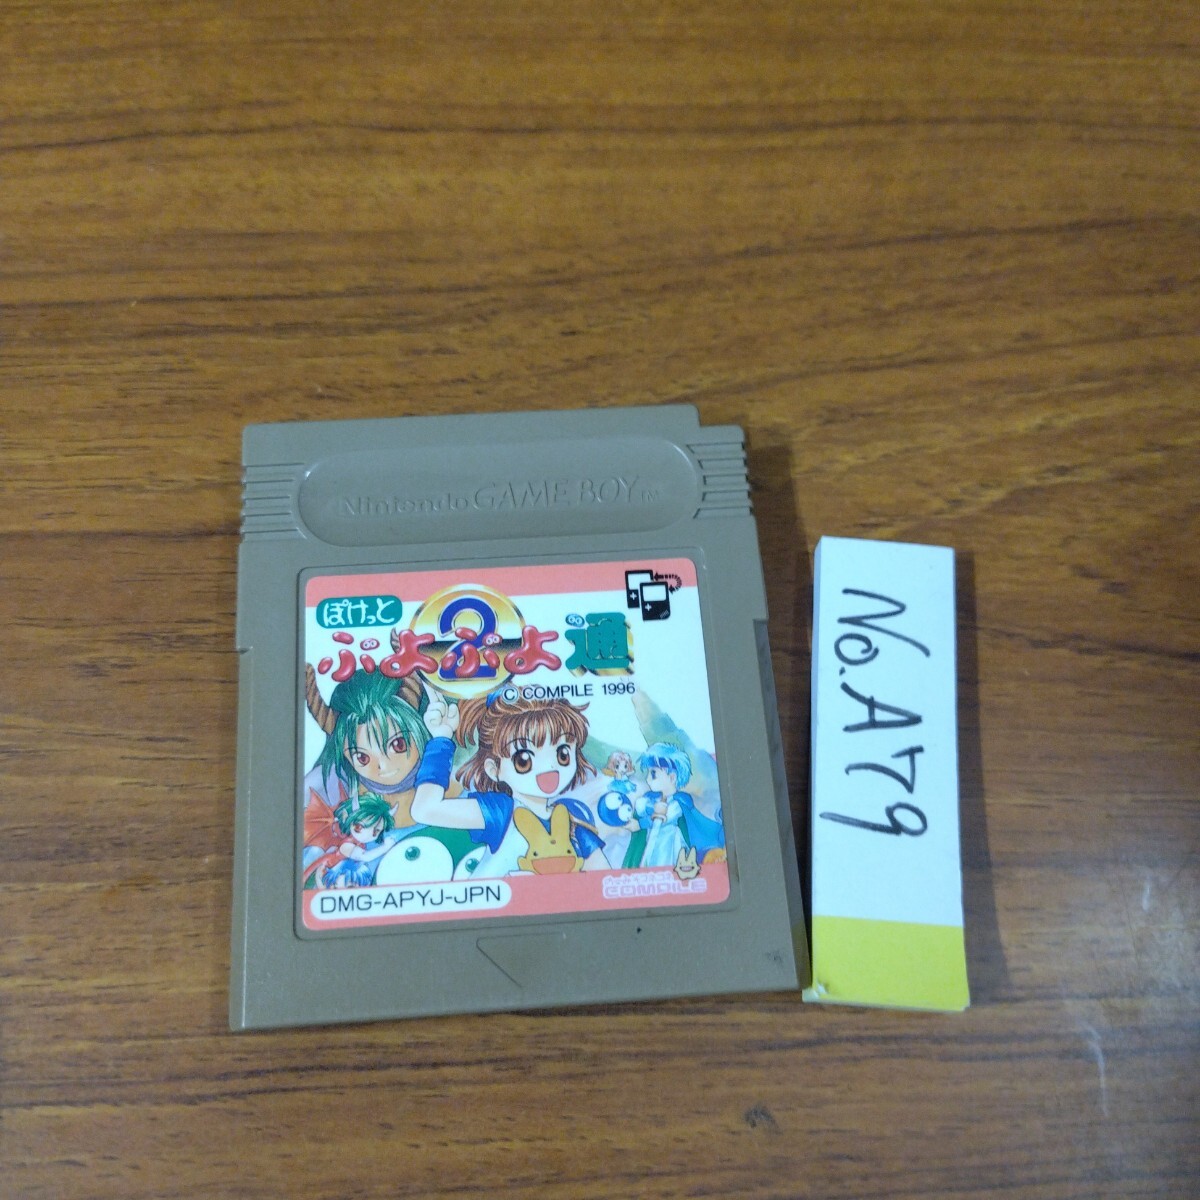 Nintendo GAME BOY TM
ぽけっと
ぷよぷよ通
2
© COMPILE 1996
DMG-APYJ-JPN
COMPILE
No.A79